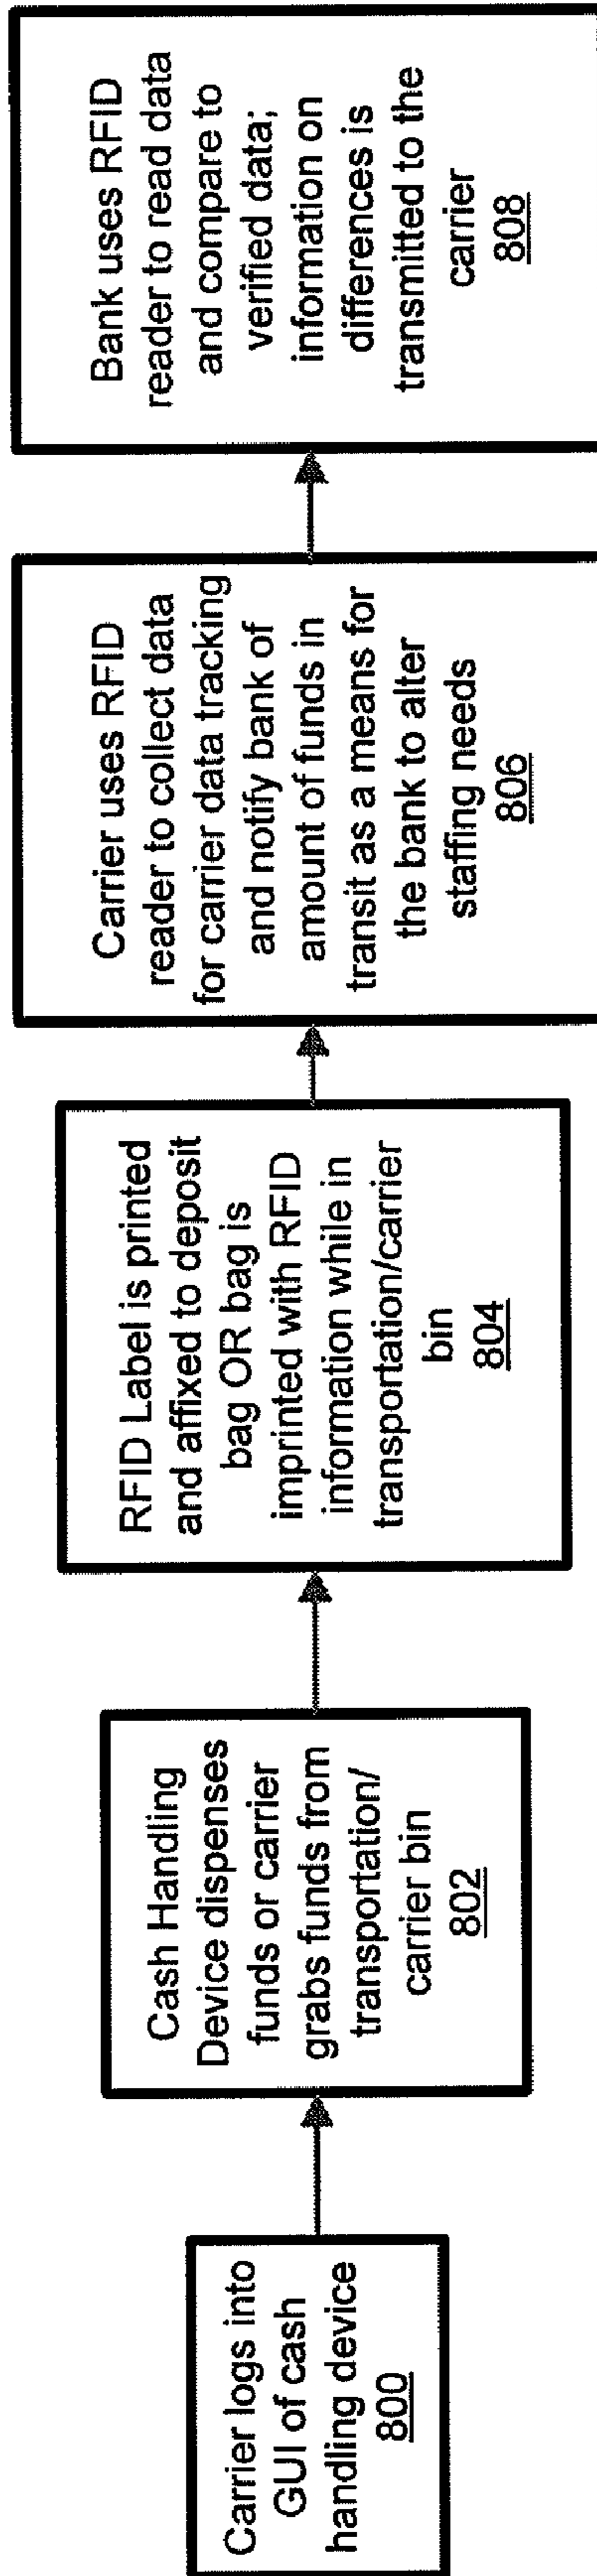 Carrier logs into
GUI of cash
handling device
800
Cash Handling
Device dispenses
funds or carrier
grabs funds from
transportation/
carrier bin
802
RFID Label is printed
and affixed to deposit
bag OR bag is
imprinted with RFID
information while in
transportation/carrier
bin
804
Carrier uses RFID
reader to collect data
for carrier data tracking
and notify bank of
amount of funds in
transit as a means for
the bank to alter
staffing needs
806
Bank uses RFID
reader to read data
and compare to
verified data;
information on
differences is
transmitted to the
carrier
808